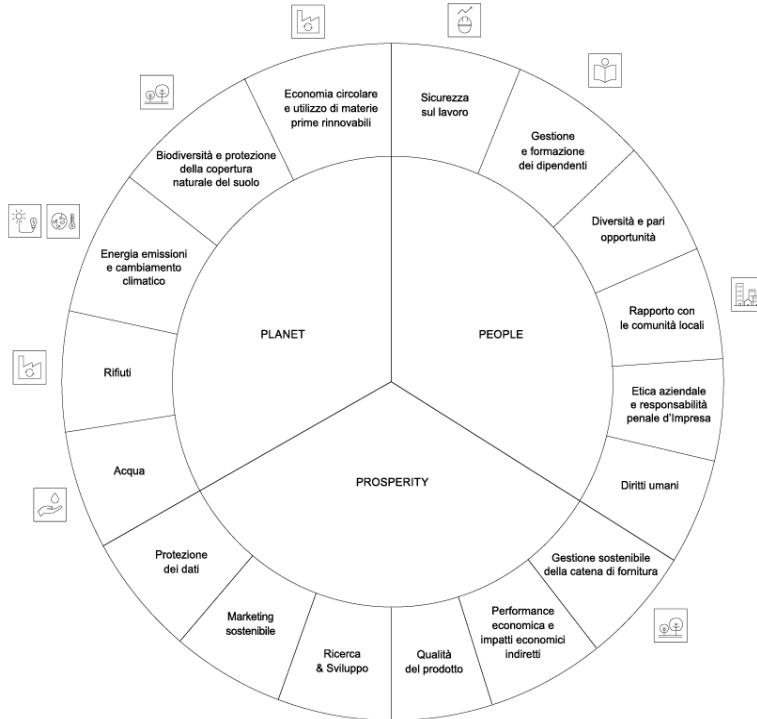 Economia circolare
e utilizzo di materie
prime rinnovabili
Sicurezza
sul lavoro
Gestione
e formazione
dei dipendenti
Biodiversità e protezione
della copertura
naturale del suolo
Diversità e pari
opportunità
Energia emissioni
e cambiamento
climatico
Rapporto con
le comunità locali
PLANET
PEOPLE
Rifiuti
Etica aziendale
e responsabilità
penale d'Impresa
Acqua
PROSPERITY
Diritti umani
Protezione
dei dati
Gestione sostenibile
della catena di fornitura
Marketing
sostenibile
Performance
economica e
impatti economici
indiretti
Ricerca
& Sviluppo
Qualità
del prodotto